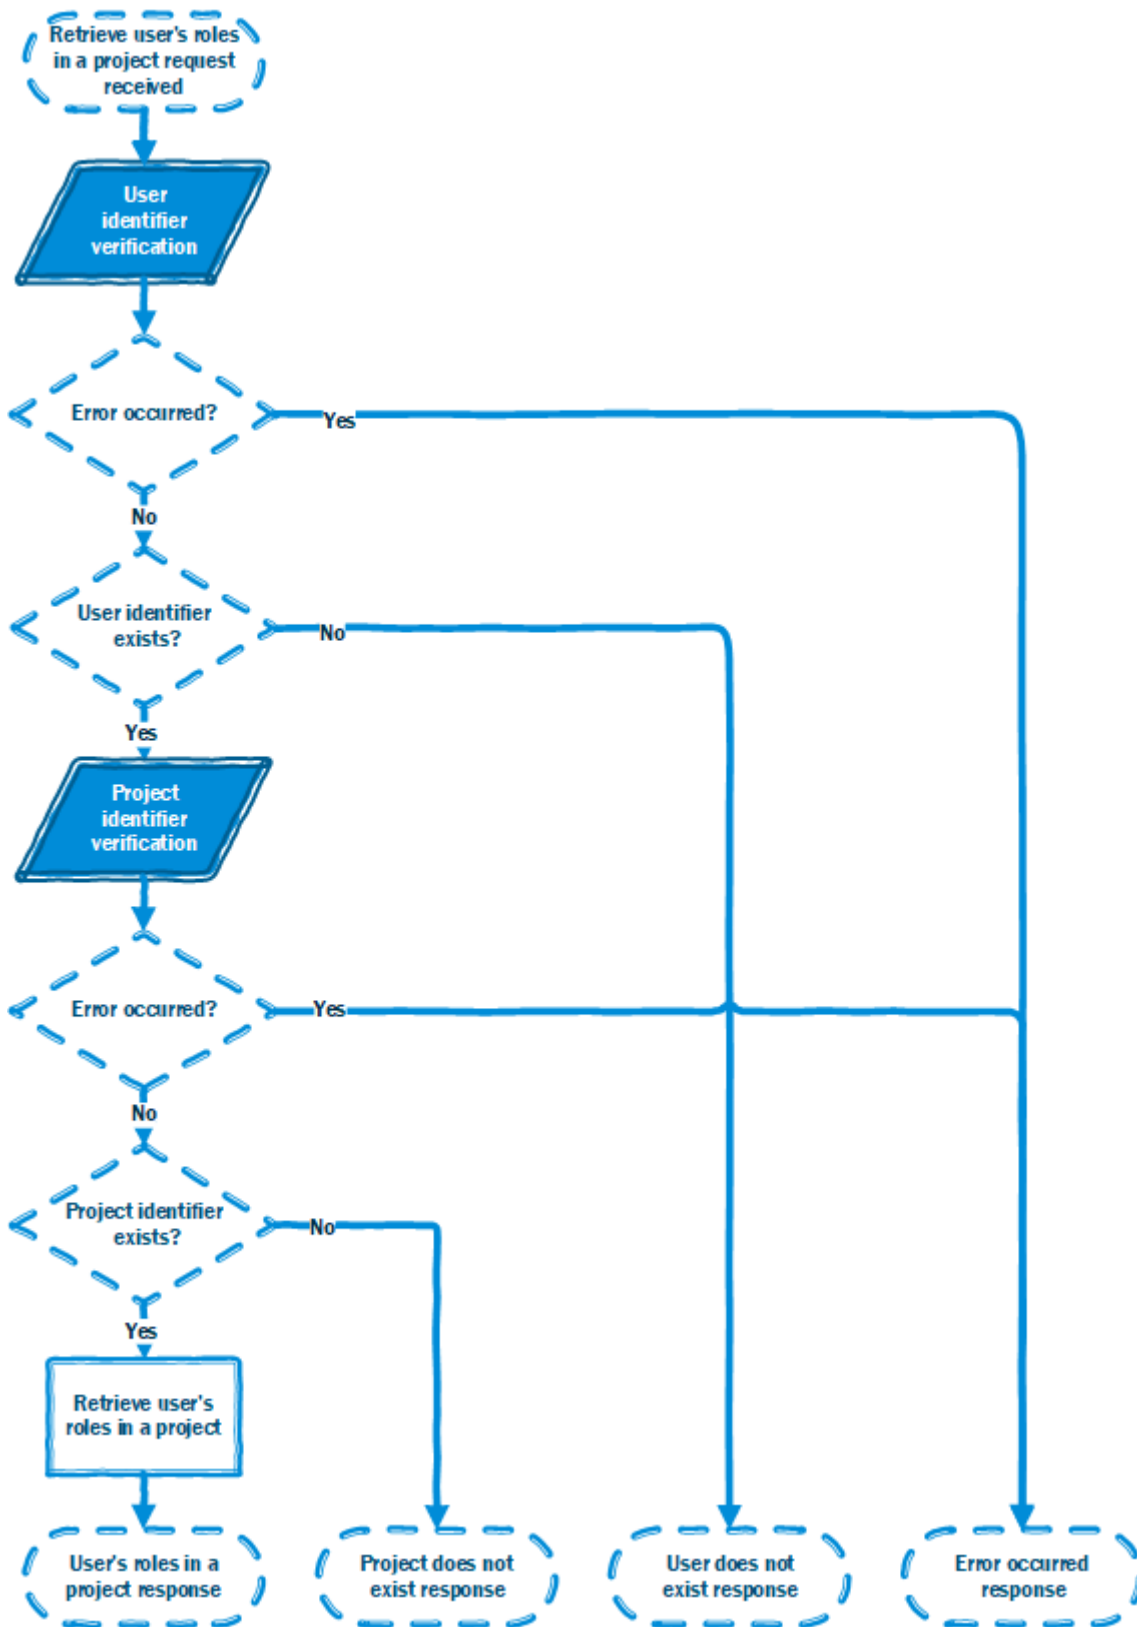 Retrieve user's roles
in a project request
received
User
identifier
verification
Error occurred?
Yes
No
User identifier
exists?
No
Yes
Project
identifier
verification
Error occurred?
Yes
No
Project identifier
exists?
No
Yes
Retrieve user's
roles in a project
User's roles in a
project response
Project does not
exist response
User does not
exist response
Error occurred
response